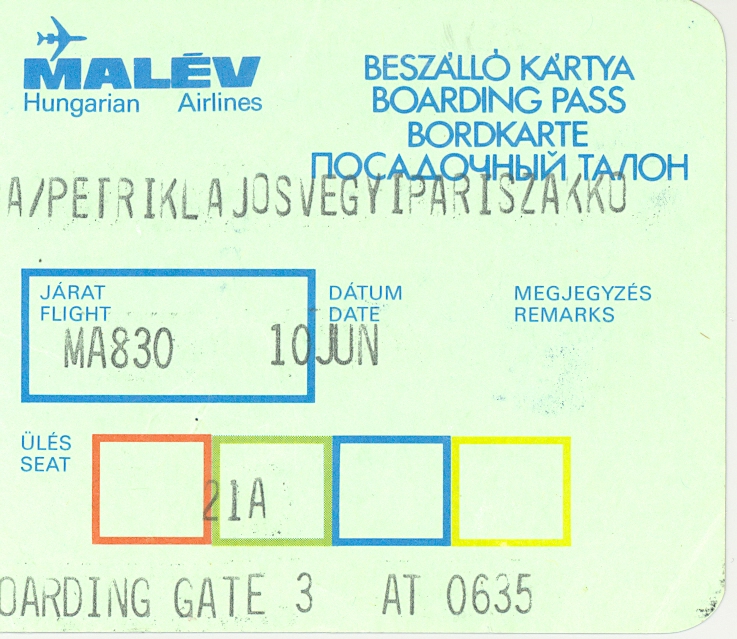 MALÉV
Hungarian Airlines
BESZÁLLÓ KÁRTYA
BOARDING PASS
BORDKARTE
ПОСАДОЧНЫЙ ТАЛОН
A/PETRIKLAJOSVEGYIPARISZAKKO
JÁRAT
FLIGHT
MA830
DÁTUM
DATE
10JUN
MEGJEGYZÉS
REMARKS
ÜLÉS
SEAT
21A
OARDING GATE 3 AT 0635